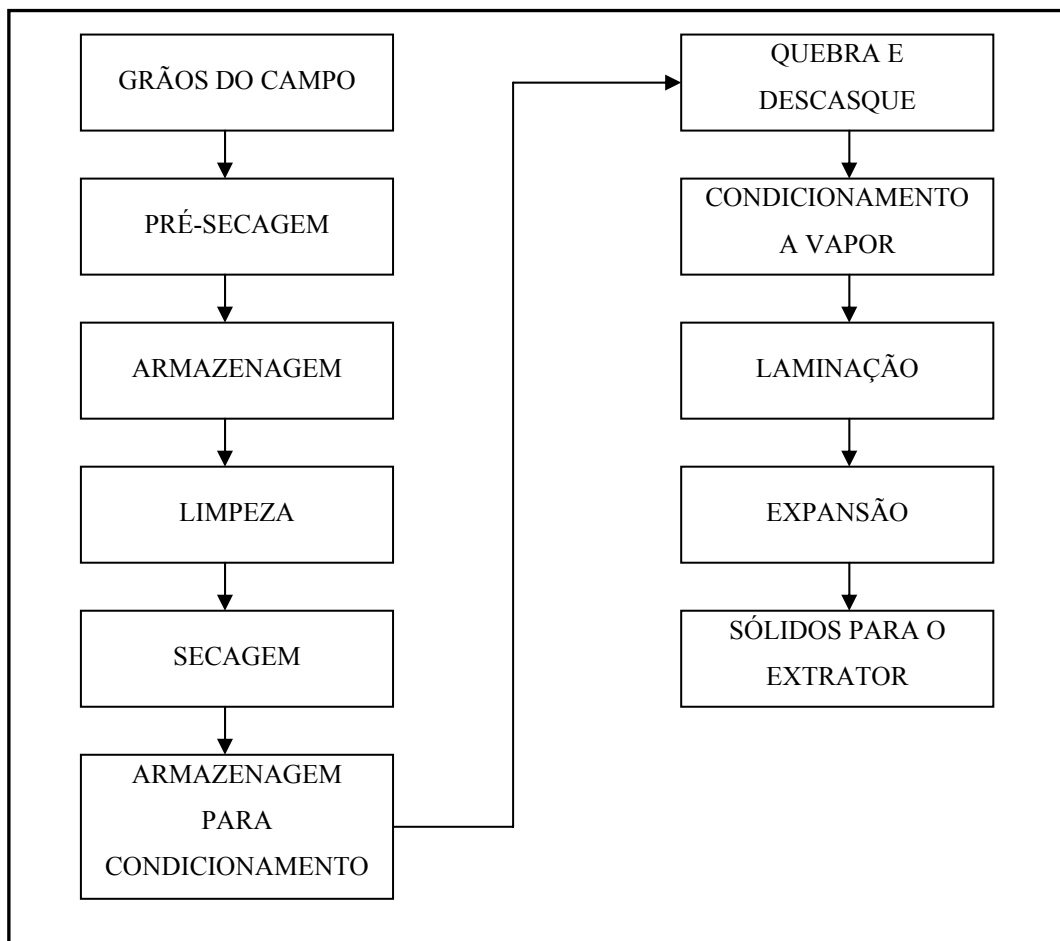 GRÃOS DO CAMPO
PRÉ-SECAGEM
ARMAZENAGEM
LIMPEZA
SECAGEM
ARMAZENAGEM
PARA
CONDICIONAMENTO
QUEBRA E
DESCASQUE
CONDICIONAMENTO
A VAPOR
LAMINAÇÃO
EXPANSÃO
SÓLIDOS PARA O
EXTRATOR